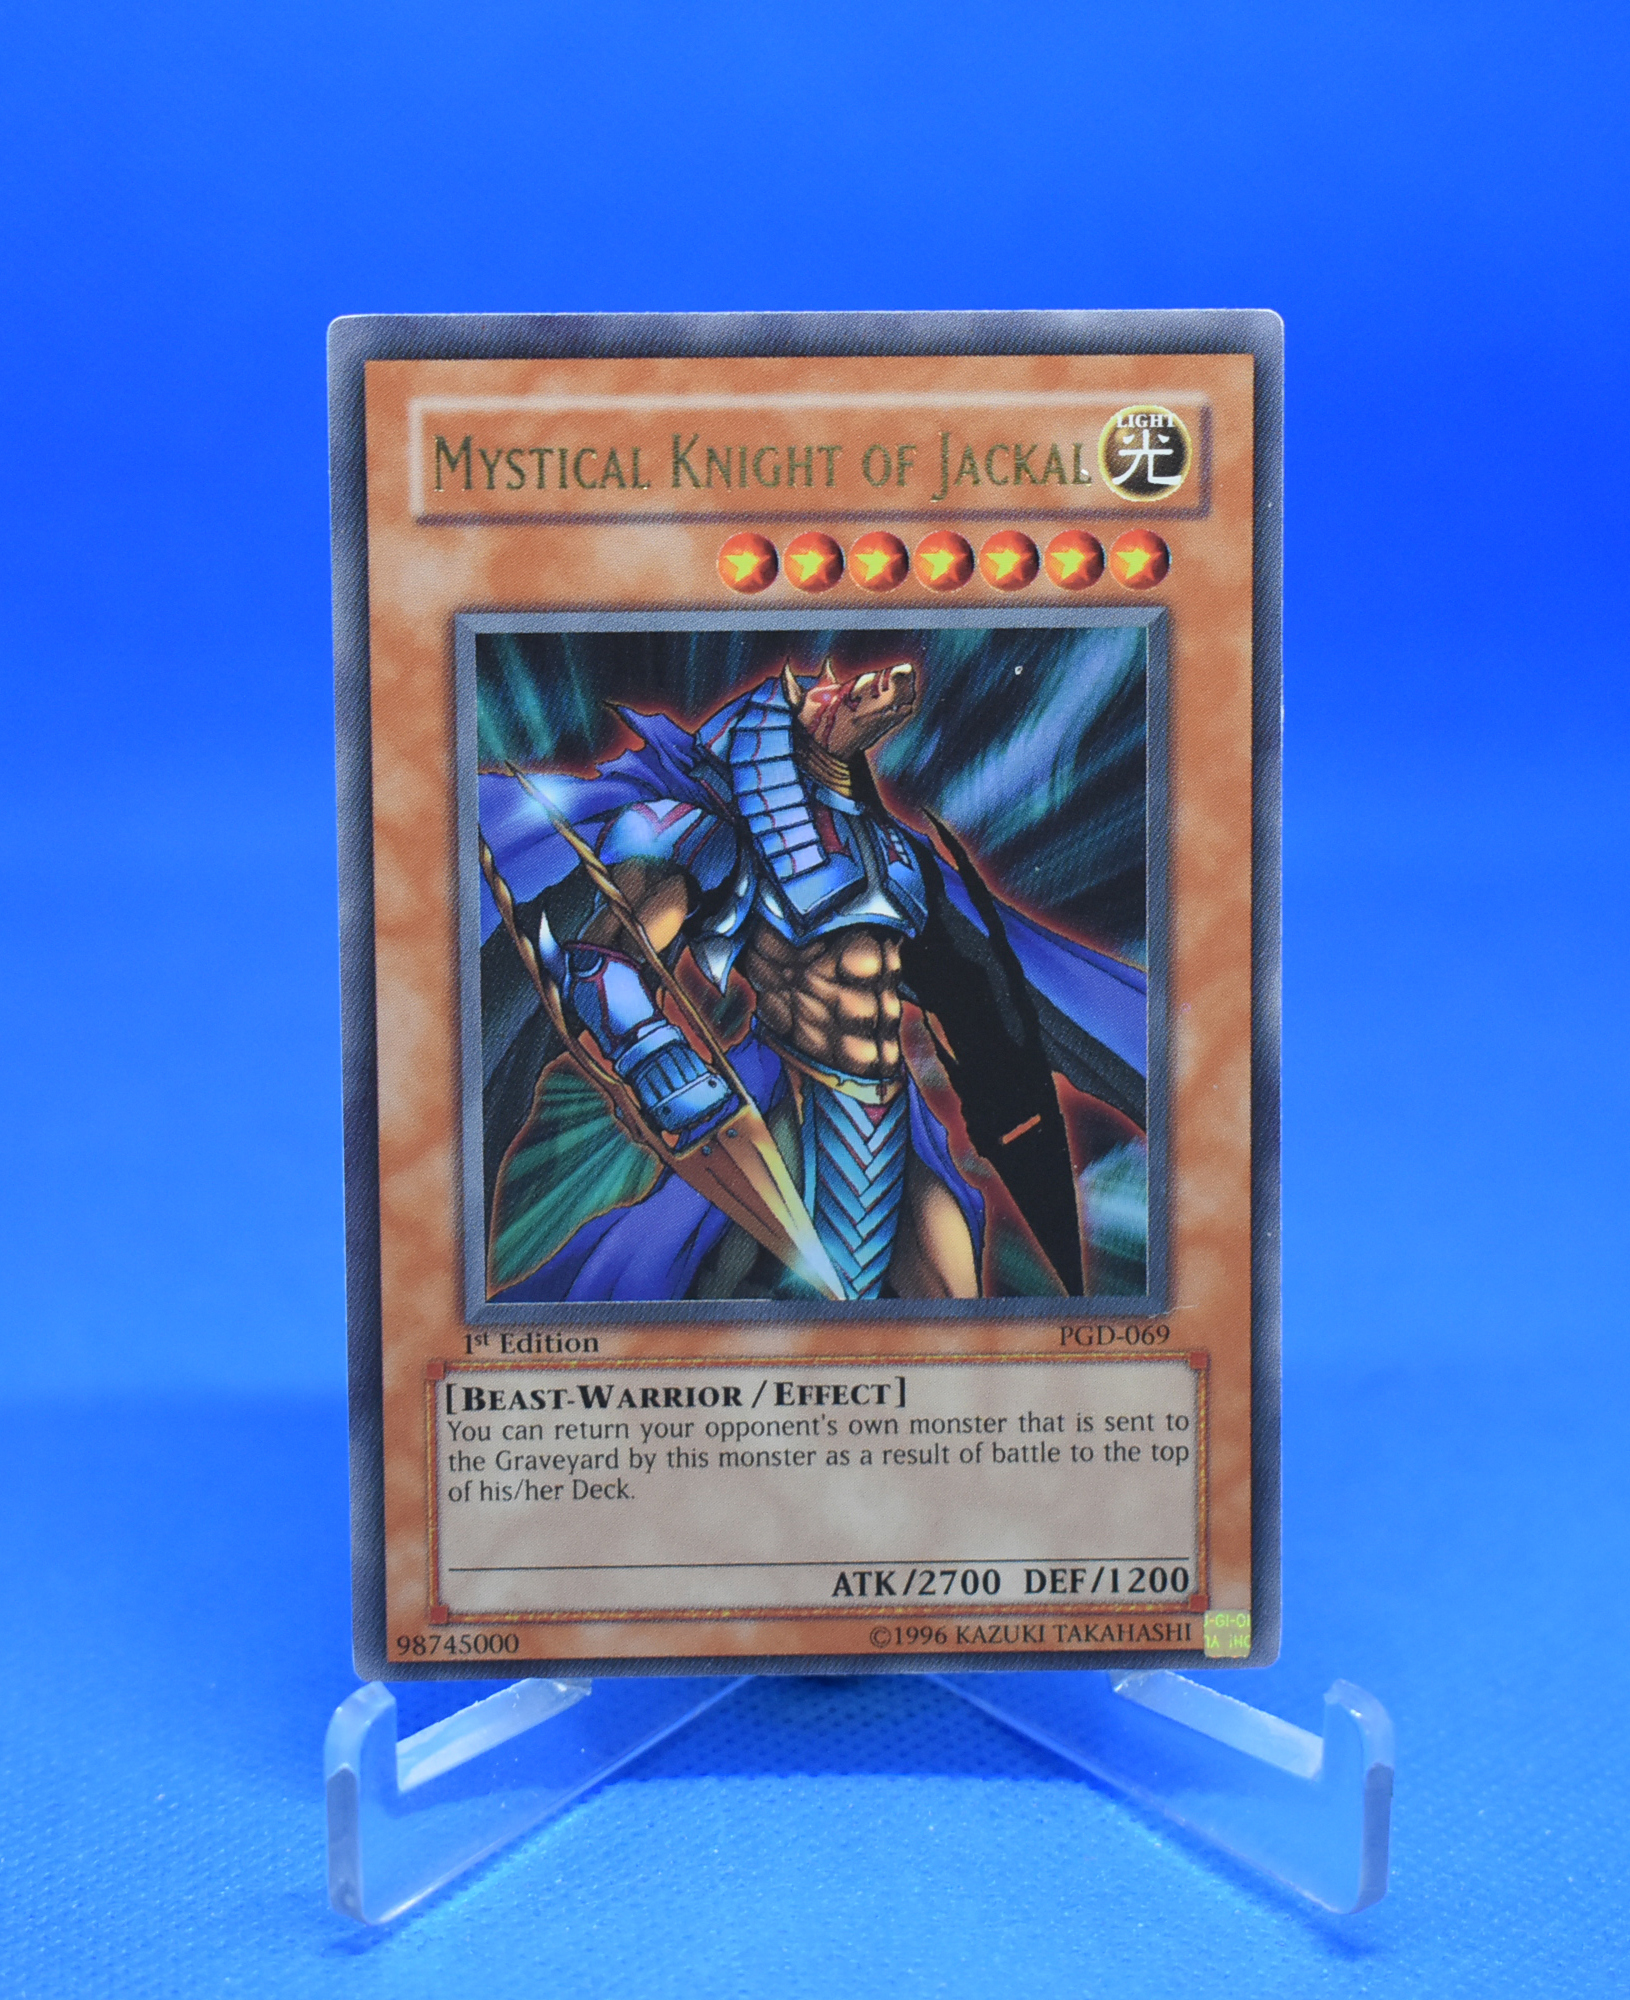 MYSTICAL KNIGHT OF JACKAL
LIGHT
光
1st Edition
PGD-069
[BEAST-WARRIOR / EFFECT]
You can return your opponent's own monster that is sent to
the Graveyard by this monster as a result of battle to the top
of his/her Deck.
ATK/2700 DEF/1200
98745000
©1996 KAZUKI TAKAHASHI